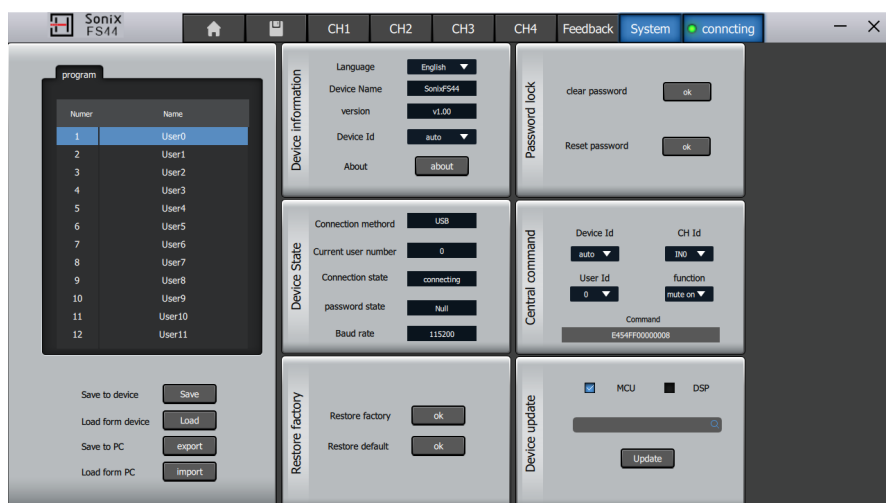 SoniX
FS44
CH1 CH2 CH3 CH4 Feedback System conncting
program
Numer Name
1 User0
2 User1
3 User2
4 User3
5 User4
6 User5
7 User6
8 User7
9 User8
10 User9
11 User10
12 User11
Save to device Save
Load form device Load
Save to PC export
Load form PC import
Device information
Language English
Device Name SonixFS44
version v1.00
Device Id auto
About about
Device State
Connection methord USB
Current user number 0
Connection state connecting
password state Null
Baud rate 115200
Restore factory
Restore factory ok
Restore default ok
Password lock
clear password ok
Reset password ok
Central command
Device Id CH Id
auto IN0
User Id function
0 mute on
Command
E454FF00000008
Device update
MCU DSP
Update